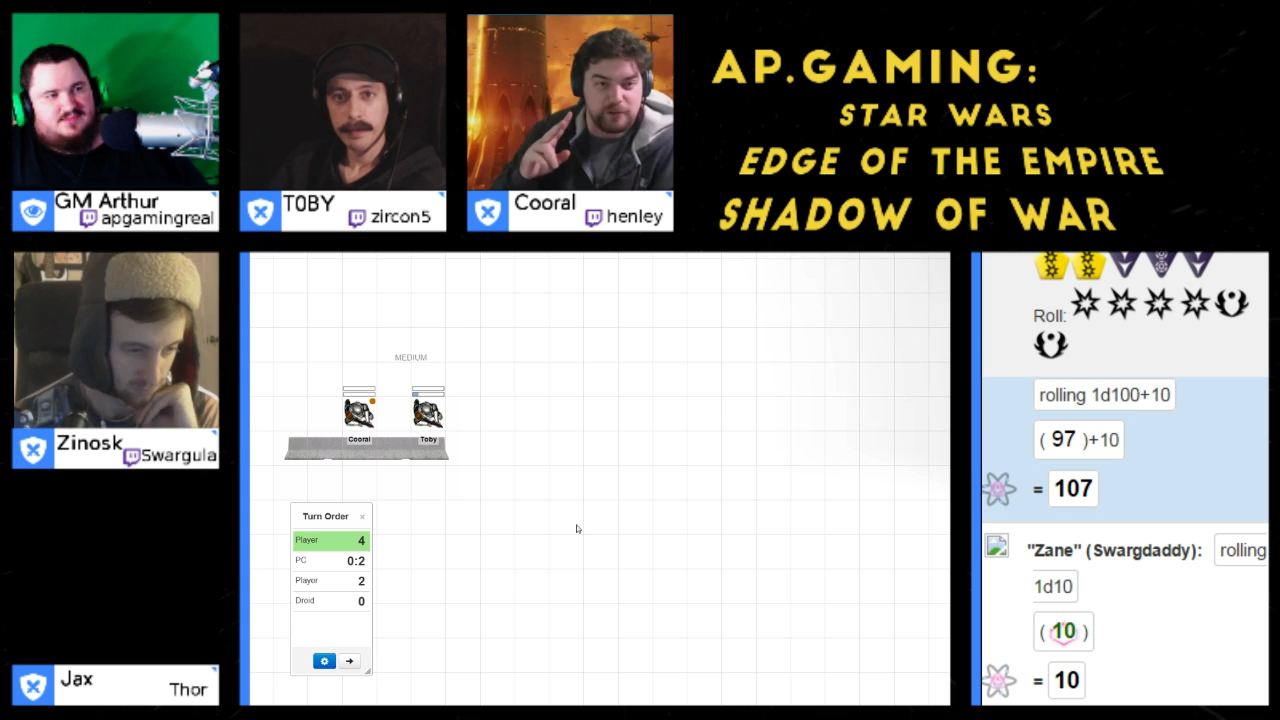 GM Arthur
apgamingreal
TOBY
zircon5
Cooral
henley
AP.GAMING:
STAR WARS
EDGE OF THE EMPIRE
SHADOW OF WAR
Zinosk
Swargula
Jax
Thor
MEDIUM
Cooral
Toby
Turn Order ×
Player 4
PC 0:2
Player 2
Droid 0
Roll:
rolling 1d100+10
( 97 )+10
= 107
"Zane" (Swargdaddy): rolling
1d10
( 10 )
= 10